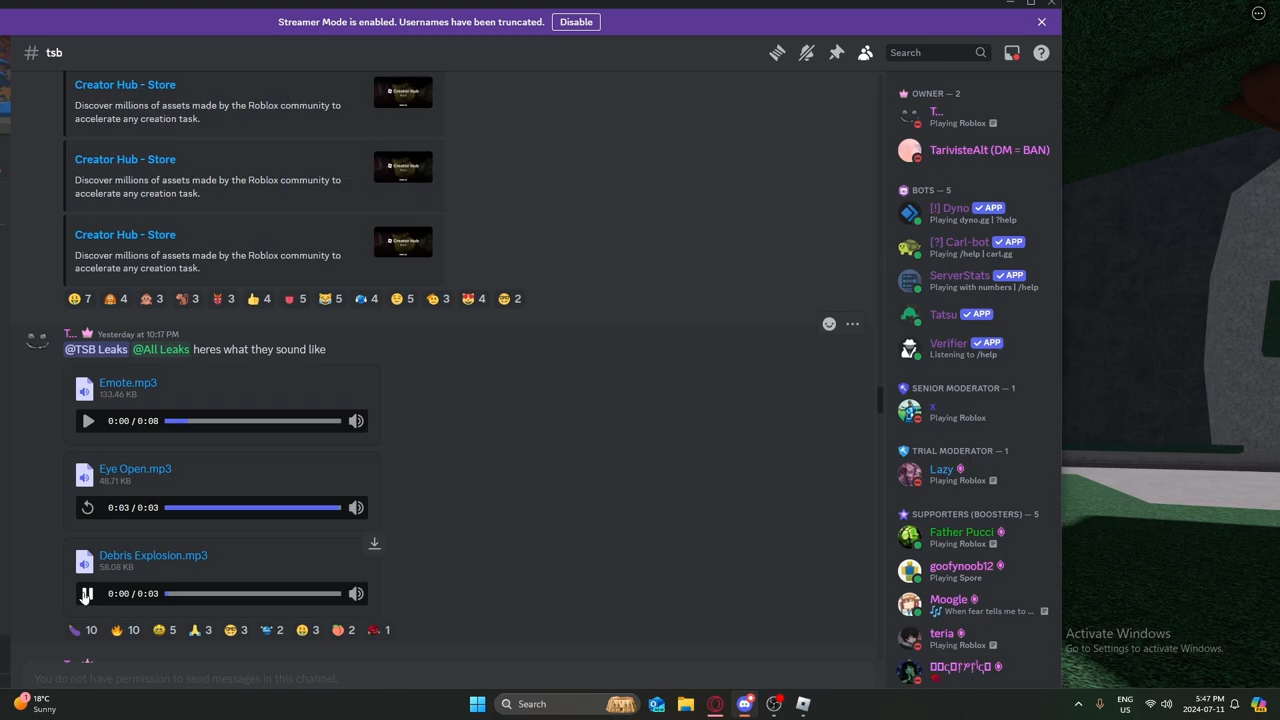 Streamer Mode is enabled. Usernames have been truncated.
Disable
# tsb
Search
Creator Hub - Store
Discover millions of assets made by the Roblox community to
accelerate any creation task.
Creator Hub
Creator Hub - Store
Discover millions of assets made by the Roblox community to
accelerate any creation task.
Creator Hub
Creator Hub - Store
Discover millions of assets made by the Roblox community to
accelerate any creation task.
Creator Hub
7 4 3 3 3 4 5 5 4 5 3 4 2
T... Yesterday at 10:17 PM
@TSB Leaks @All Leaks heres what they sound like
Emote.mp3
133.46 KB
0:00 / 0:08
Eye Open.mp3
48.71 KB
0:03 / 0:03
Debris Explosion.mp3
58.08 KB
0:00 / 0:03
10 10 5 3 3 2 3 2 1
T...
You do not have permission to send messages in this channel.
OWNER — 2
T...
Playing Roblox
TarivisteAlt (DM = BAN)
BOTS — 5
[!] Dyno ✓ APP
Playing dyno.gg | ?help
[?] Carl-bot ✓ APP
Playing /help | carl.gg
ServerStats ✓ APP
Playing with numbers | /help
Tatsu ✓ APP
Verifier ✓ APP
Listening to /help
SENIOR MODERATOR — 1
x
Playing Roblox
TRIAL MODERATOR — 1
Lazy
Playing Roblox
SUPPORTERS (BOOSTERS) — 5
Father Pucci
Playing Roblox
goofynoob12
Playing Spore
Moogle
When fear tells me to ...
teria
Playing Roblox
Activate Windows
Go to Settings to activate Windows.
18°C
Sunny
Search
ENG
US
5:47 PM
2024-07-11